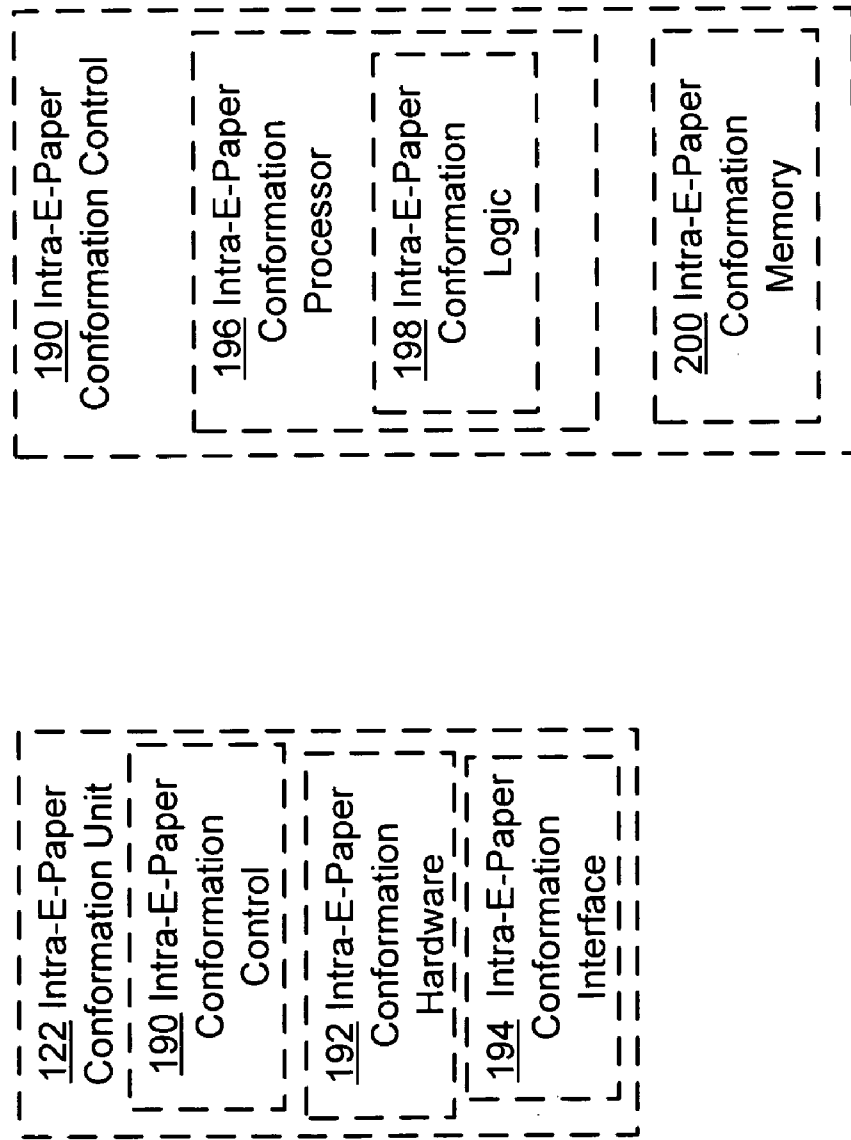 122 Intra-E-Paper
Conformation Unit
190 Intra-E-Paper
Conformation
Control
192 Intra-E-Paper
Conformation
Hardware
194 Intra-E-Paper
Conformation
Interface
190 Intra-E-Paper
Conformation Control
196 Intra-E-Paper
Conformation
Processor
198 Intra-E-Paper
Conformation
Logic
200 Intra-E-Paper
Conformation
Memory